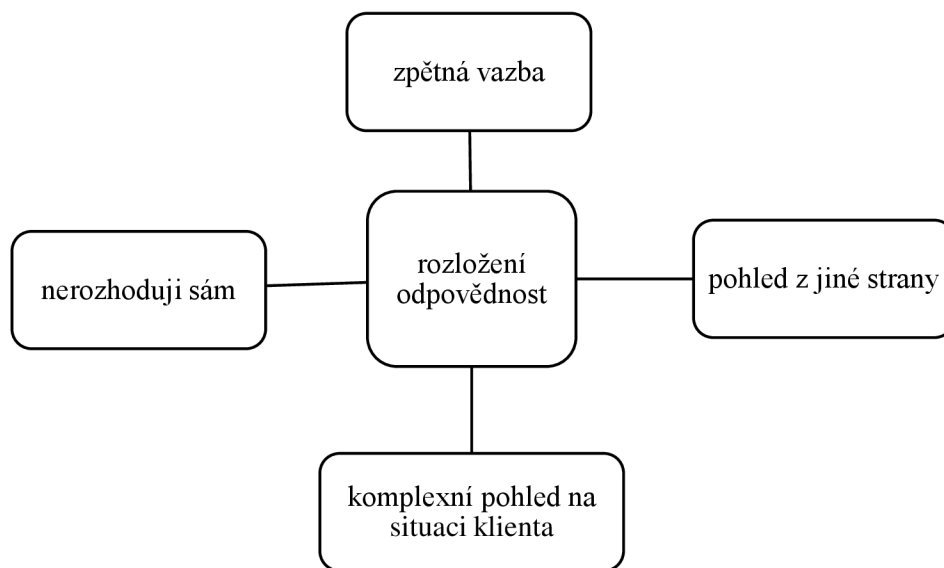 zpětná vazba
nerozhoduji sám
rozložení
odpovědnost
pohled z jiné strany
komplexní pohled na
situaci klienta